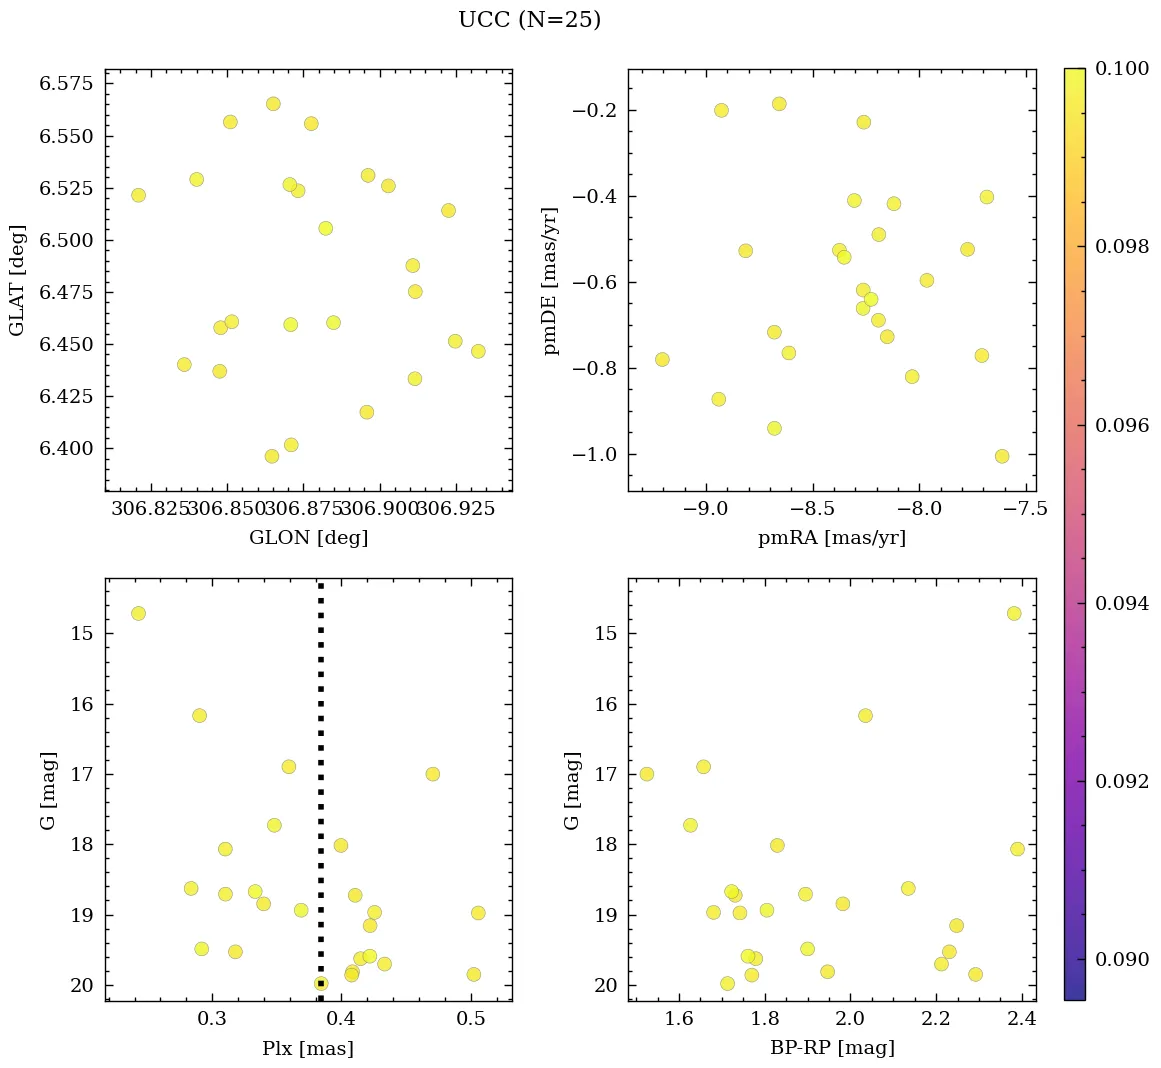 UCC (N=25)
6.575
6.550
6.525
6.500
6.475
6.450
6.425
6.400
GLAT [deg]
306.825 306.850 306.875 306.900 306.925
GLON [deg]
−0.2
−0.4
−0.6
−0.8
−1.0
pmDE [mas/yr]
−9.0 −8.5 −8.0 −7.5
pmRA [mas/yr]
15
16
17
18
19
20
G [mag]
0.3 0.4 0.5
Plx [mas]
15
16
17
18
19
20
G [mag]
1.6 1.8 2.0 2.2 2.4
BP-RP [mag]
0.100
0.098
0.096
0.094
0.092
0.090